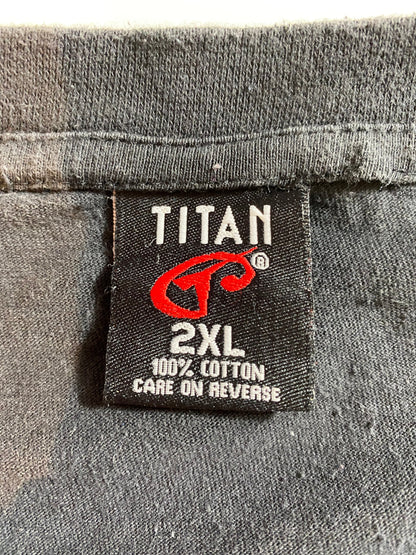 TITAN
®
2XL
100% COTTON
CARE ON REVERSE